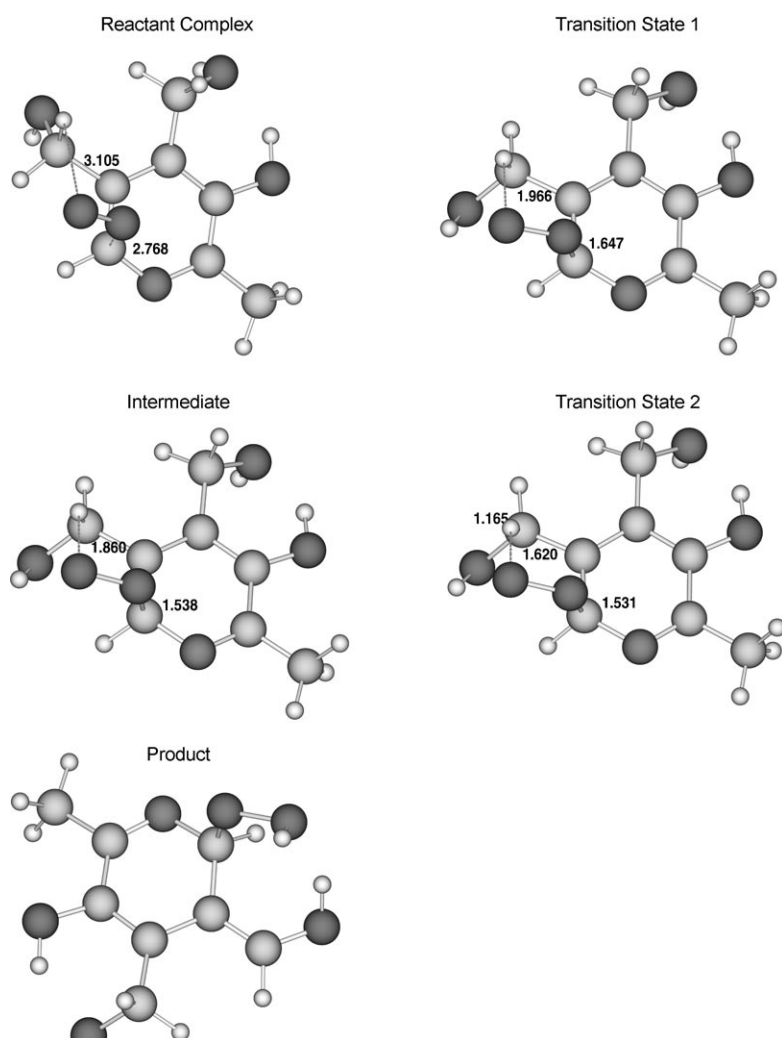 Reactant Complex
Transition State 1
3.105
2.768
1.966
1.647
Intermediate
Transition State 2
1.860
1.538
1.165
1.620
1.531
Product